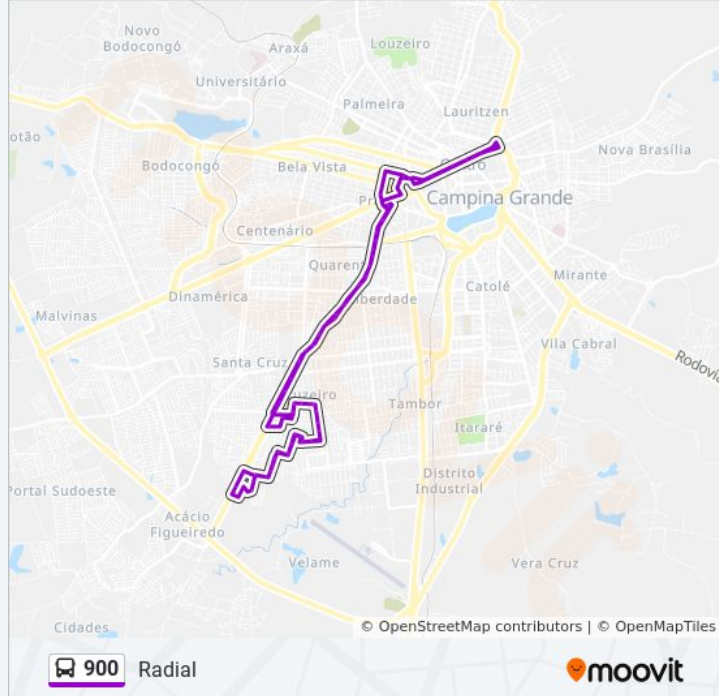 Novo
Bodocongó
Araxá
Louzeiro
Universitário
Palmeira
Lauritzen
otão
Bodocongó
Bela Vista
Nova Brasília
Campina Grande
Centenário
Quarent
Mirante
Dinamérica
iberdade
Catolé
Malvinas
Vila Cabral
Santa Cruz
Rodovia
uzeiro
Tambor
Itararé
Portal Sudoeste
Distrito
Industrial
Acácio
Figueiredo
Velame
Vera Cruz
Cidades
© OpenStreetMap contributors | © OpenMapTiles
900 Radial
moovit